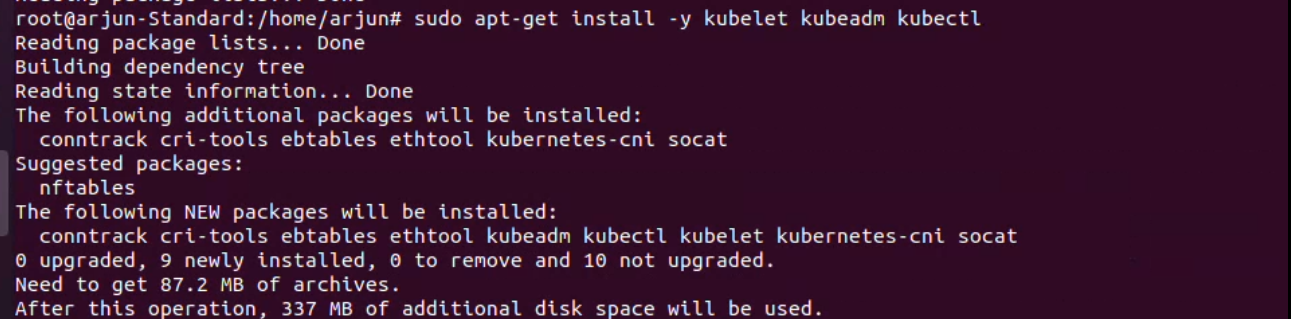 root@arjun-Standard:/home/arjun# sudo apt-get install -y kubelet kubeadm kubectl
Reading package lists... Done
Building dependency tree
Reading state information... Done
The following additional packages will be installed:
  conntrack cri-tools ebtables ethtool kubernetes-cni socat
Suggested packages:
  nftables
The following NEW packages will be installed:
  conntrack cri-tools ebtables ethtool kubeadm kubectl kubelet kubernetes-cni socat
0 upgraded, 9 newly installed, 0 to remove and 10 not upgraded.
Need to get 87.2 MB of archives.
After this operation, 337 MB of additional disk space will be used.